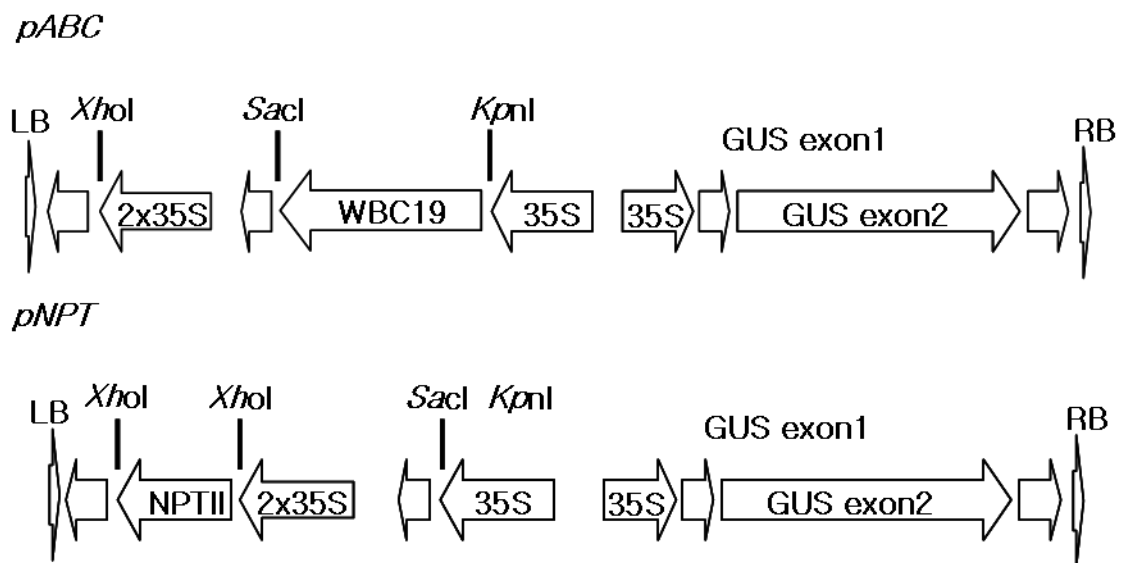 pABC
LB XhoI SacI KpnI GUS exon1 RB
2x35S WBC19 35S 35S GUS exon2
pNPT
LB XhoI XhoI SacI KpnI GUS exon1 RB
NPTII 2x35S 35S 35S GUS exon2